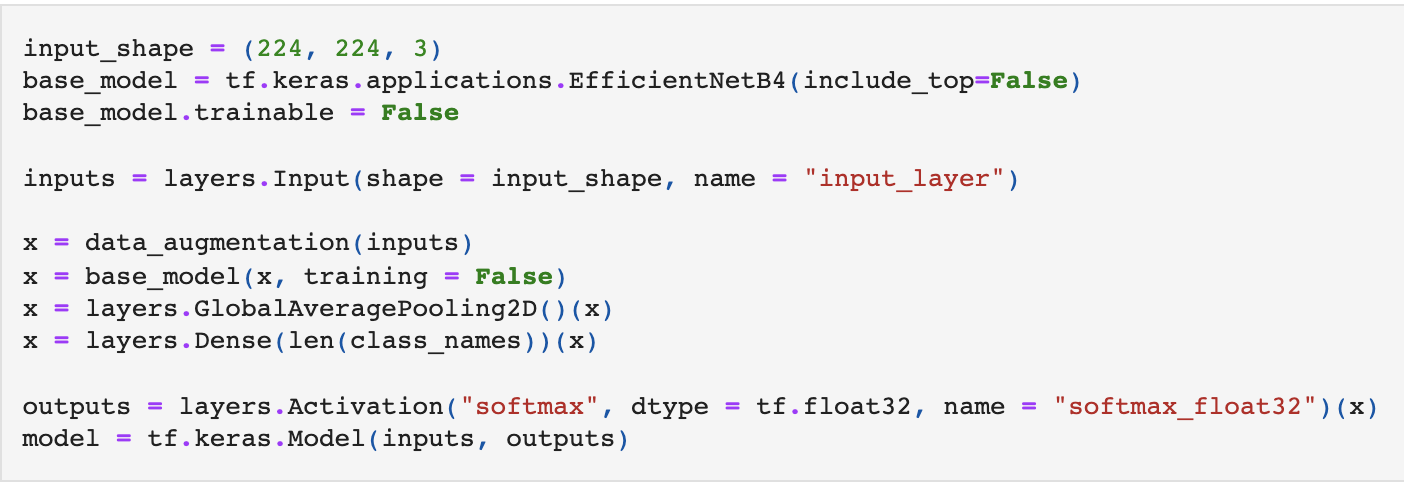 input_shape = (224, 224, 3)
base_model = tf.keras.applications.EfficientNetB4(include_top=False)
base_model.trainable = False
inputs = layers.Input(shape = input_shape, name = "input_layer")
x = data_augmentation(inputs)
x = base_model(x, training = False)
x = layers.GlobalAveragePooling2D()(x)
x = layers.Dense(len(class_names))(x)
outputs = layers.Activation("softmax", dtype = tf.float32, name = "softmax_float32")(x)
model = tf.keras.Model(inputs, outputs)